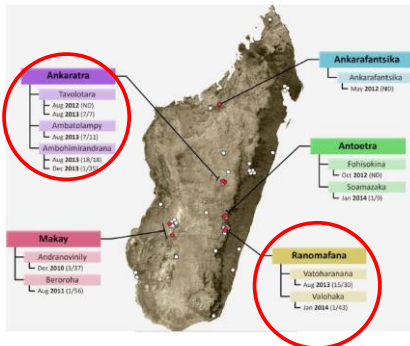 Ankaratra
Tavolotara
Aug 2012 (ND)
Aug 2013 (7/7)
Ambatolampy
Aug 2013 (7/11)
Ambohimirandrana
Aug 2013 (18/38)
Dec 2013 (1/35)
Ankarafantsika
Ankarafantsika
May 2012 (ND)
Antoetra
Fohisokina
Oct 2012 (ND)
Soamazaka
Jan 2014 (1/9)
Makay
Andranovinily
Dec 2010 (3/37)
Beroroha
Aug 2011 (1/56)
Ranomafana
Vatoharanana
Aug 2013 (15/30)
Valohaka
Jan 2014 (1/43)